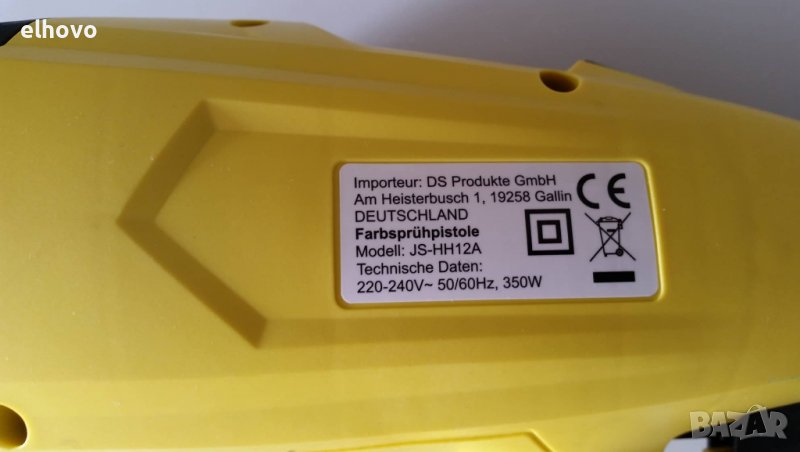 elhovo
Importeur: DS Produkte GmbH
Am Heisterbusch 1, 19258 Gallin
DEUTSCHLAND
Farbsprühpistole
Modell: JS-HH12A
Technische Daten:
220-240V~ 50/60Hz, 350W
CE
BAZAR